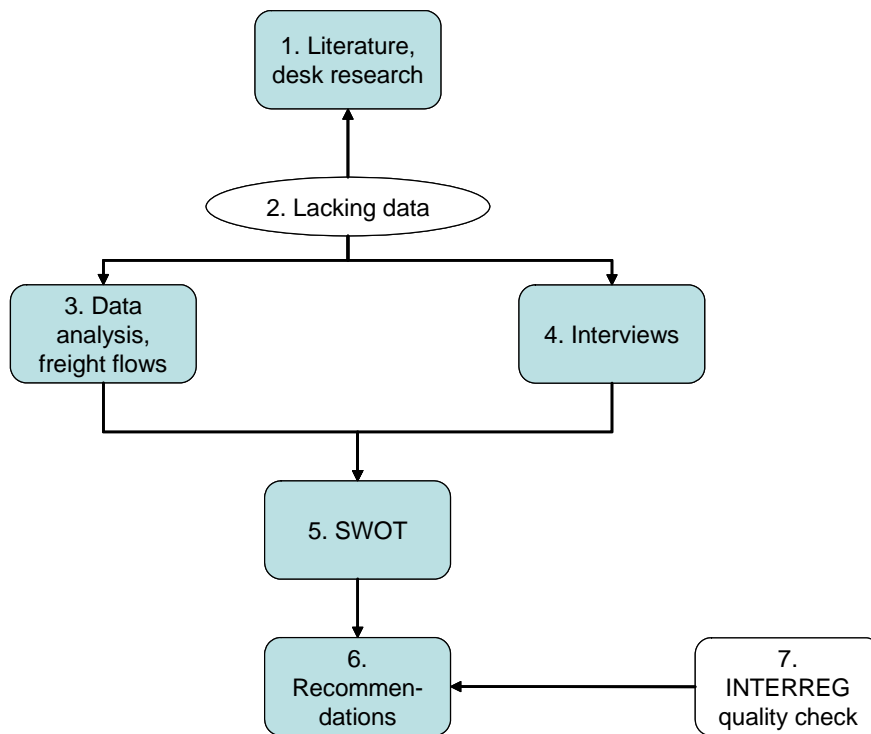 1. Literature,
desk research
2. Lacking data
3. Data
analysis,
freight flows
4. Interviews
5. SWOT
6.
Recommen-
dations
7.
INTERREG
quality check